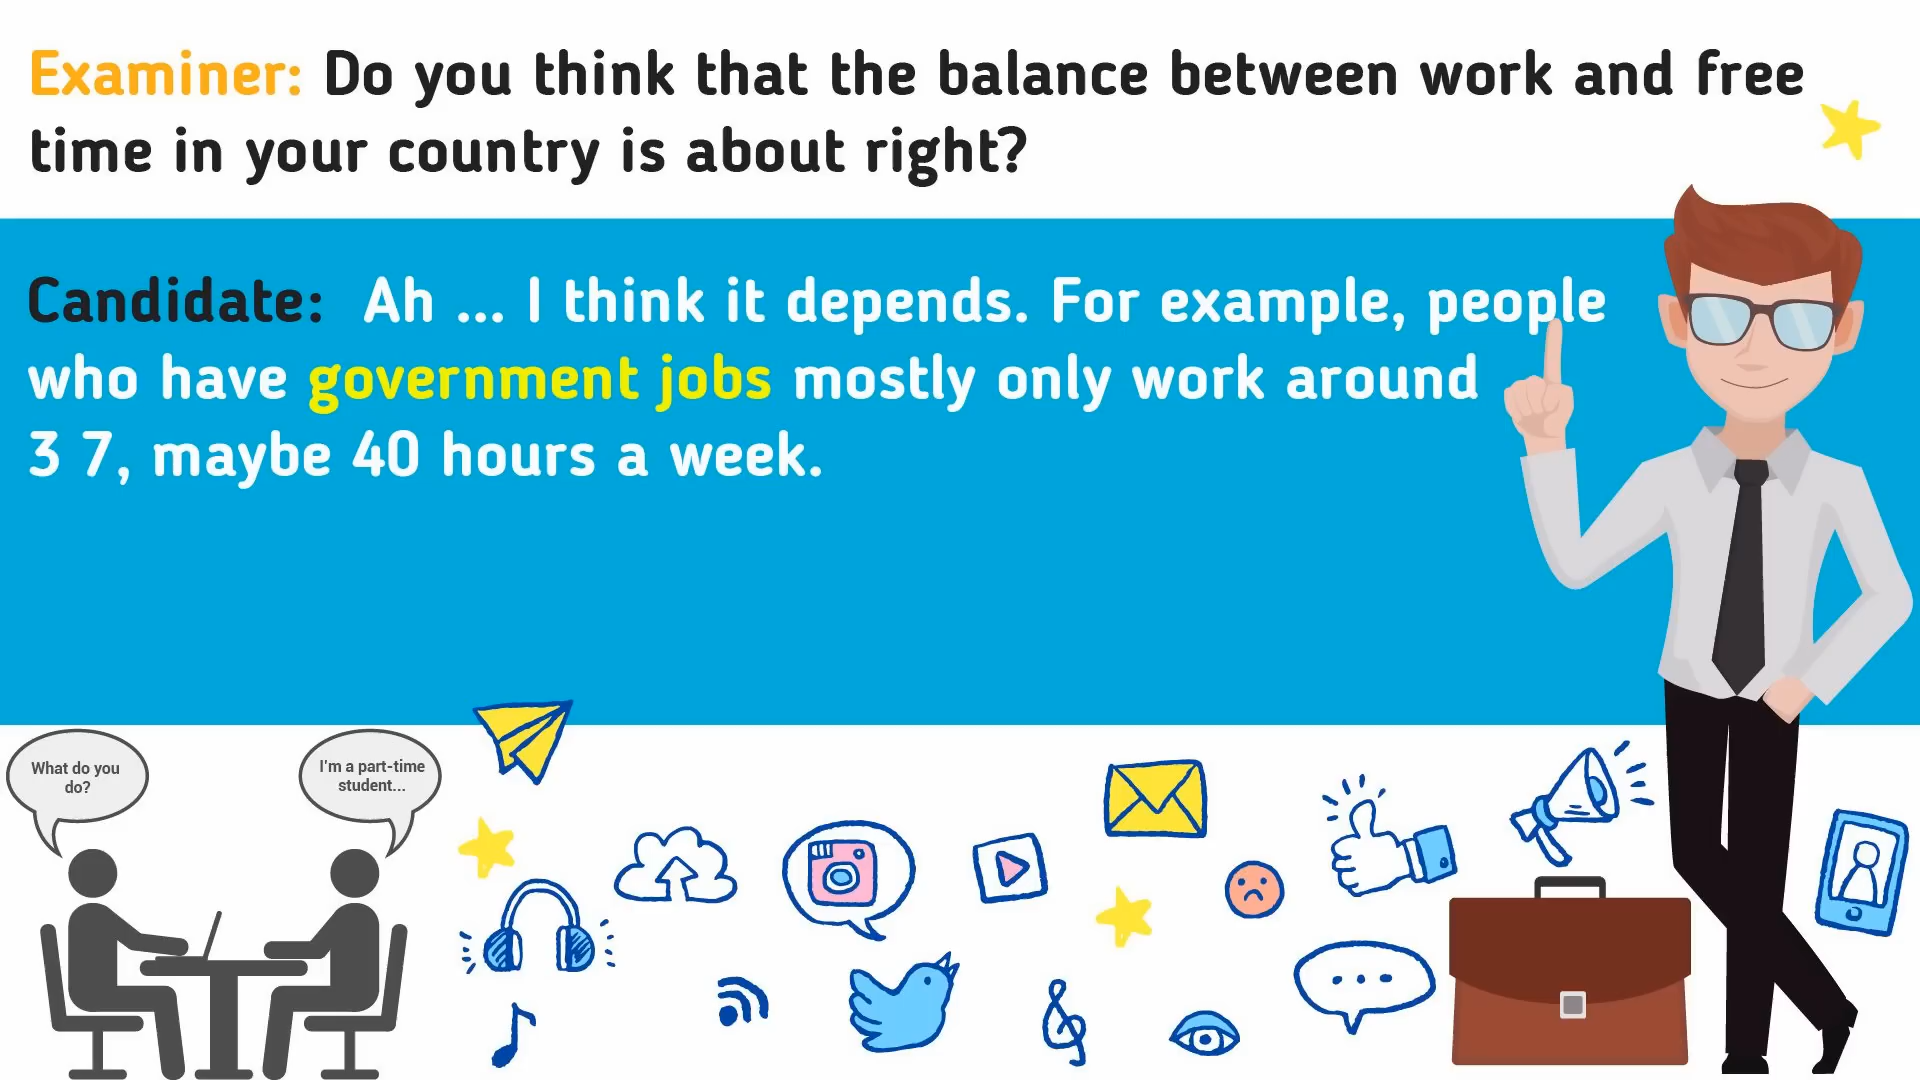 Examiner: Do you think that the balance between work and free
time in your country is about right?
Candidate: Ah ... I think it depends. For example, people
who have government jobs mostly only work around
3 7, maybe 40 hours a week.
What do you
do?
I'm a part-time
student...